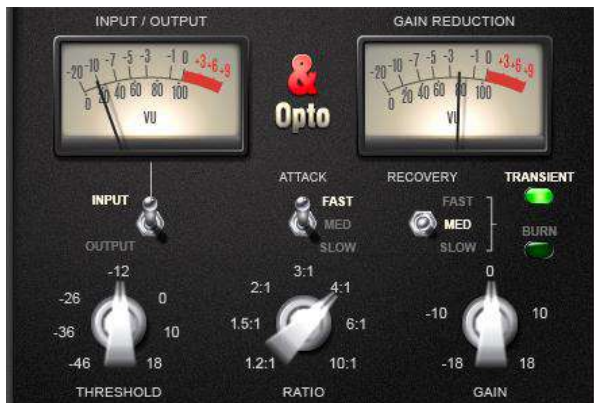 INPUT / OUTPUT
GAIN REDUCTION
-20 -10 -7 -5 -3 -1 0 +3 +6 +9
0 20 40 60 80 100
VU
&
Opto
-20 -10 -7 -5 -3 -1 0 +3 +6 +9
0 20 40 60 80 100
VU
ATTACK
RECOVERY
TRANSIENT
INPUT
FAST
FAST
MED
MED
BURN
OUTPUT
SLOW
SLOW
-12
3:1
0
-26
0
2:1
4:1
-10
10
-36
10
1.5:1
6:1
-46
18
1.2:1
10:1
-18
18
THRESHOLD
RATIO
GAIN